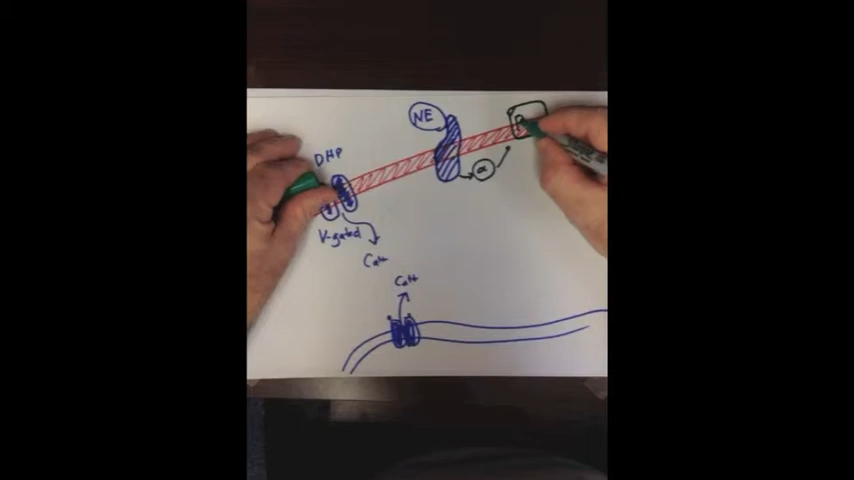 NE
DHP
α
V-gated
Ca++
Ca++